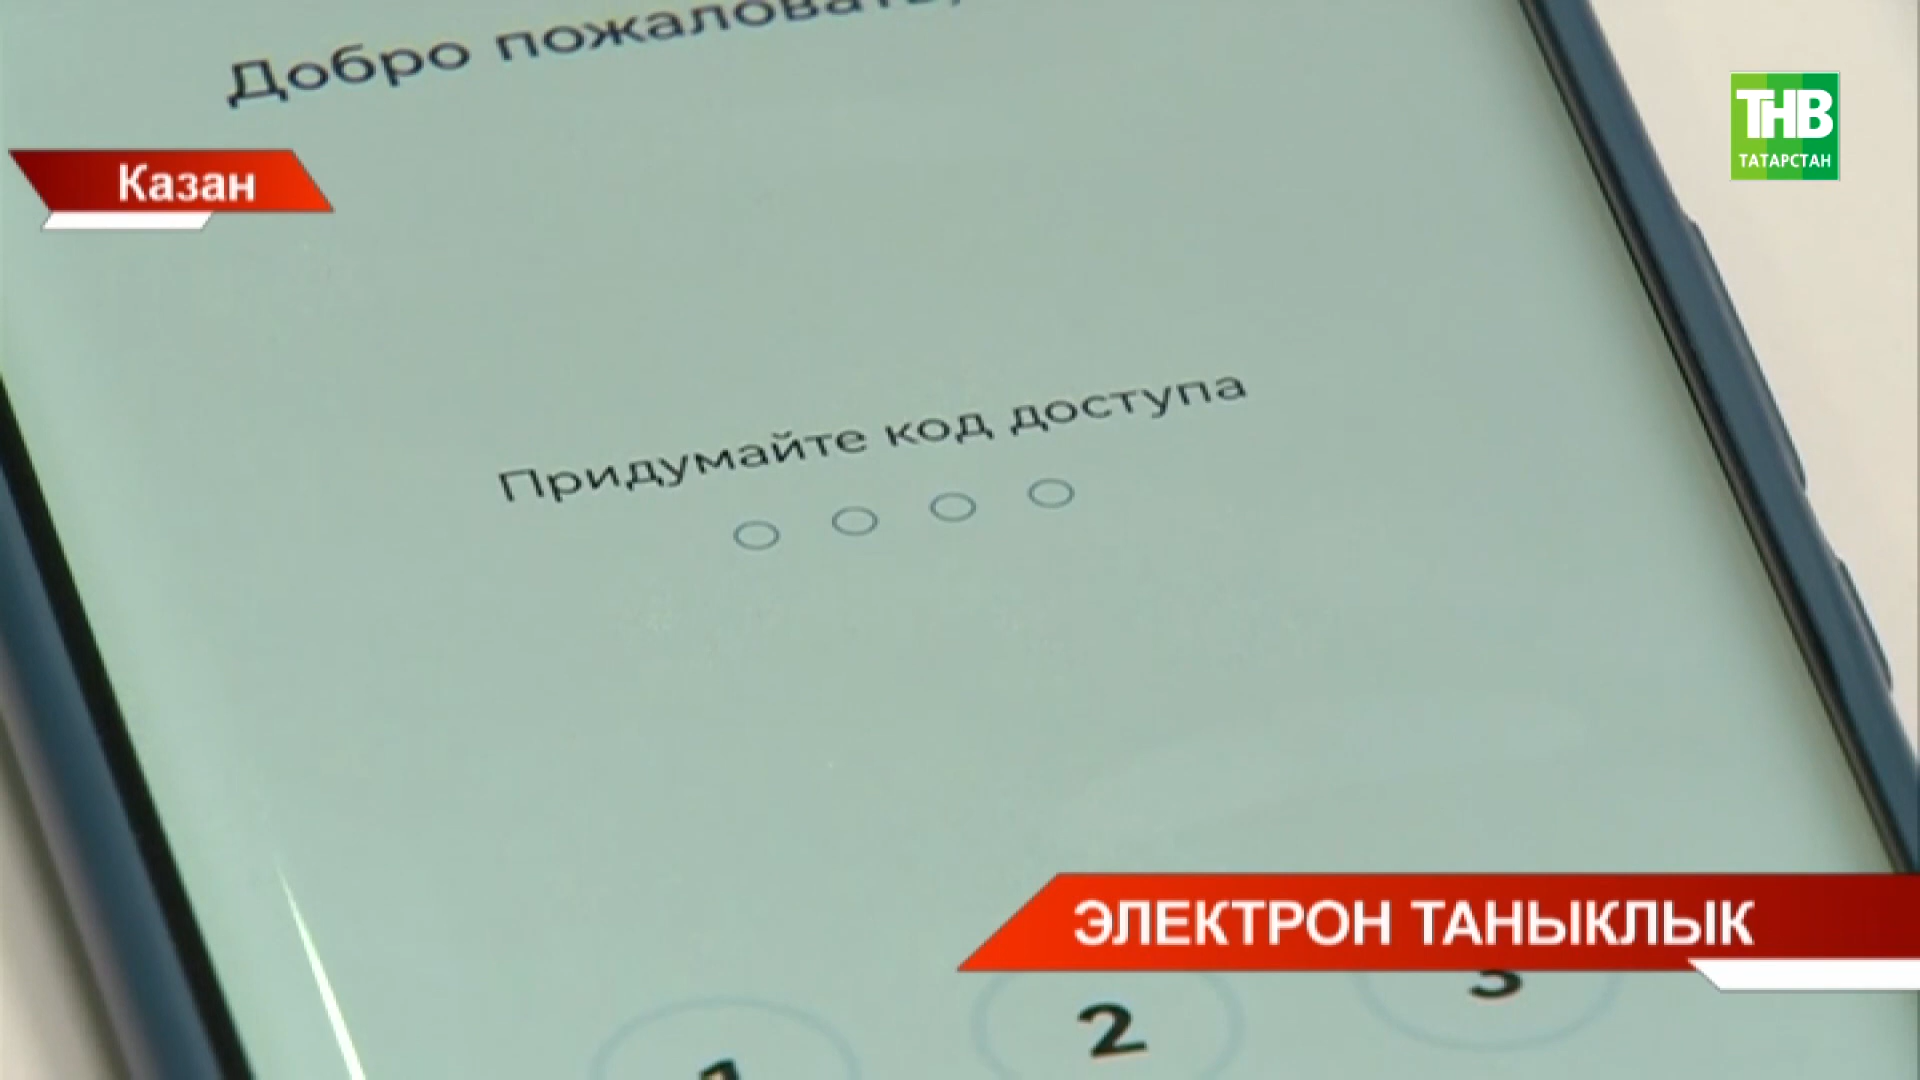 Добро пожаловать,
ТНВ
ТАТАРСТАН
Казан
Придумайте код доступа
ЭЛЕКТРОН ТАНЫКЛЫК
1 2 3